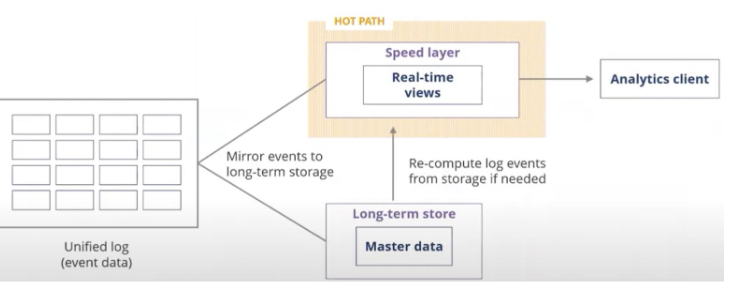 HOT PATH
Speed layer
Real-time
views
Analytics client
Mirror events to
long-term storage
Re-compute log events
from storage if needed
Long-term store
Master data
Unified log
(event data)